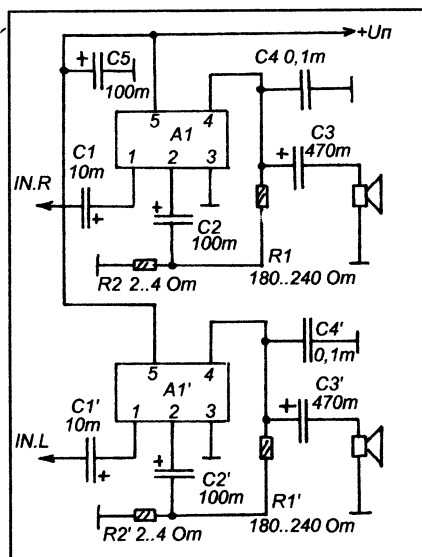 +Uп
C5
100m
C4 0,1m
5
4
A1
C1
10m
1
2
3
C3
470m
IN.R
C2
100m
R1
180..240 Om
R2 2..4 Om
C4'
0,1m
5
4
A1'
C1'
10m
1
2
3
C3'
470m
IN.L
C2'
100m
R1'
180..240 Om
R2' 2..4 Om